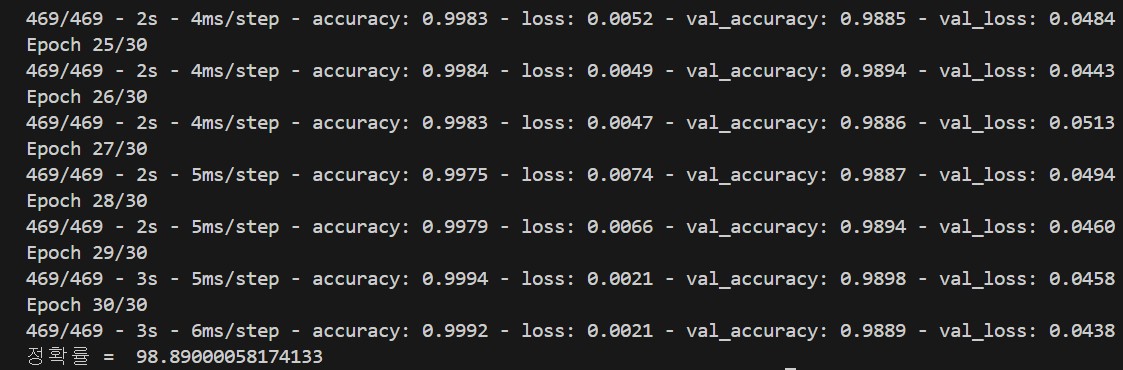 469/469 - 2s - 4ms/step - accuracy: 0.9983 - loss: 0.0052 - val_accuracy: 0.9885 - val_loss: 0.0484
Epoch 25/30
469/469 - 2s - 4ms/step - accuracy: 0.9984 - loss: 0.0049 - val_accuracy: 0.9894 - val_loss: 0.0443
Epoch 26/30
469/469 - 2s - 4ms/step - accuracy: 0.9983 - loss: 0.0047 - val_accuracy: 0.9886 - val_loss: 0.0513
Epoch 27/30
469/469 - 2s - 5ms/step - accuracy: 0.9975 - loss: 0.0074 - val_accuracy: 0.9887 - val_loss: 0.0494
Epoch 28/30
469/469 - 2s - 5ms/step - accuracy: 0.9979 - loss: 0.0066 - val_accuracy: 0.9894 - val_loss: 0.0460
Epoch 29/30
469/469 - 3s - 5ms/step - accuracy: 0.9994 - loss: 0.0021 - val_accuracy: 0.9898 - val_loss: 0.0458
Epoch 30/30
469/469 - 3s - 6ms/step - accuracy: 0.9992 - loss: 0.0021 - val_accuracy: 0.9889 - val_loss: 0.0438
정확률 = 98.89000058174133